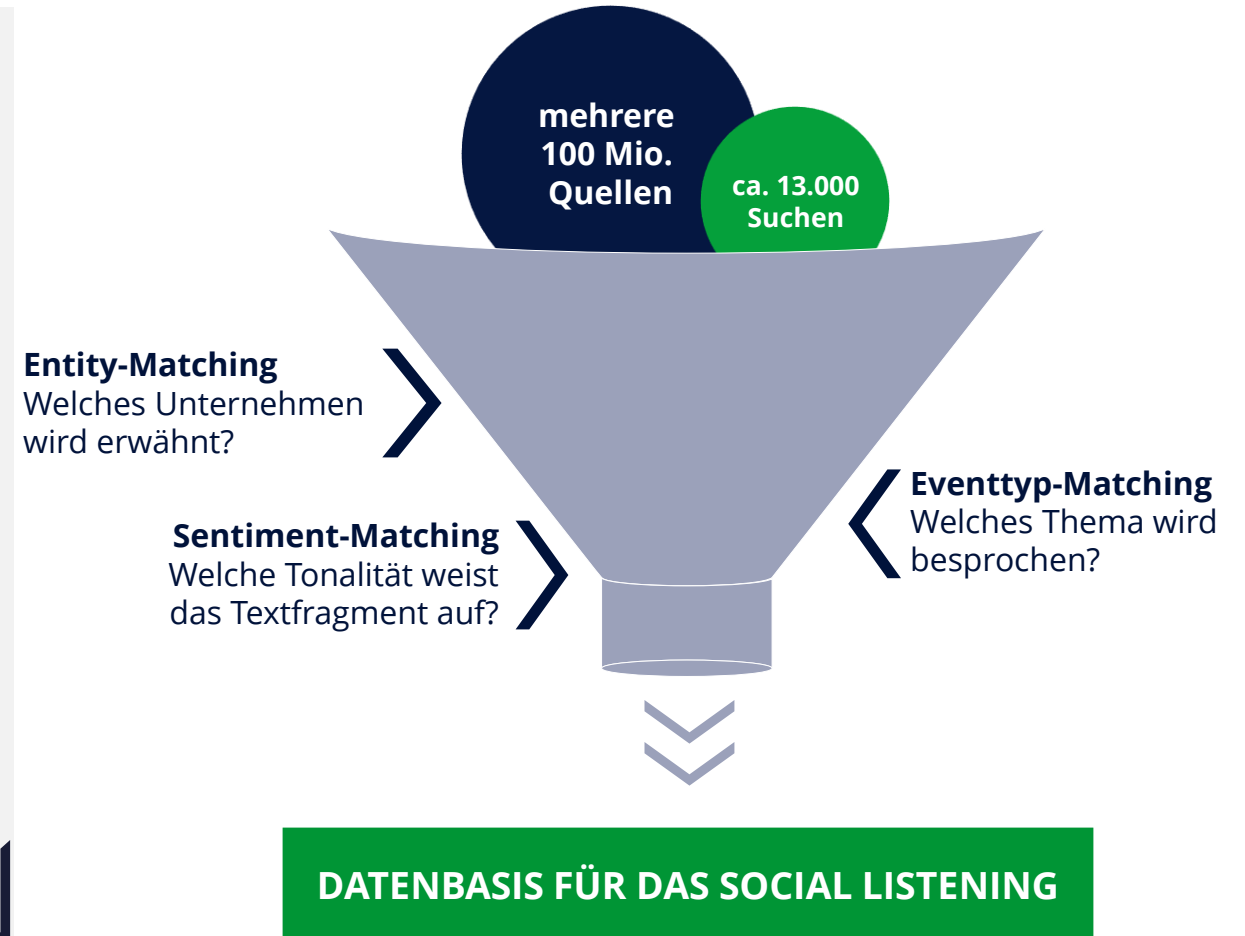 mehrere
100 Mio.
Quellen
ca. 13.000
Suchen
Entity-Matching
Welches Unternehmen
wird erwähnt?
Eventtyp-Matching
Welches Thema wird
besprochen?
Sentiment-Matching
Welche Tonalität weist
das Textfragment auf?
DATENBASIS FÜR DAS SOCIAL LISTENING